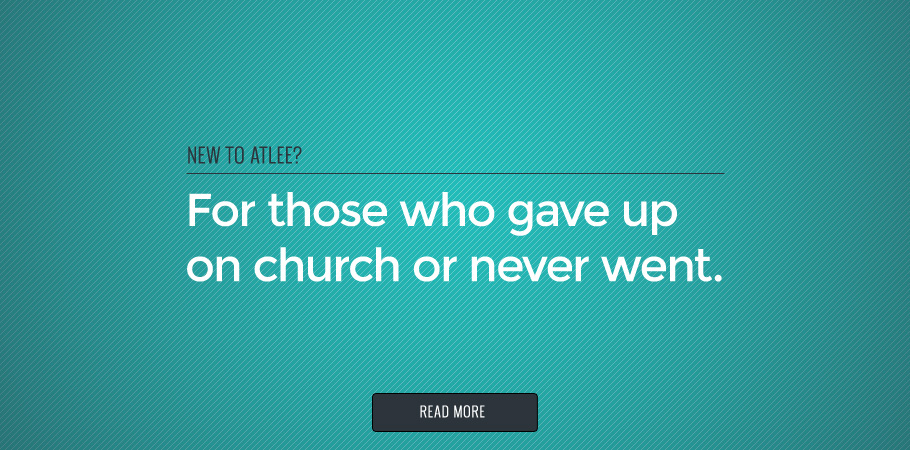 NEW TO ATLEE?
For those who gave up
on church or never went.
READ MORE